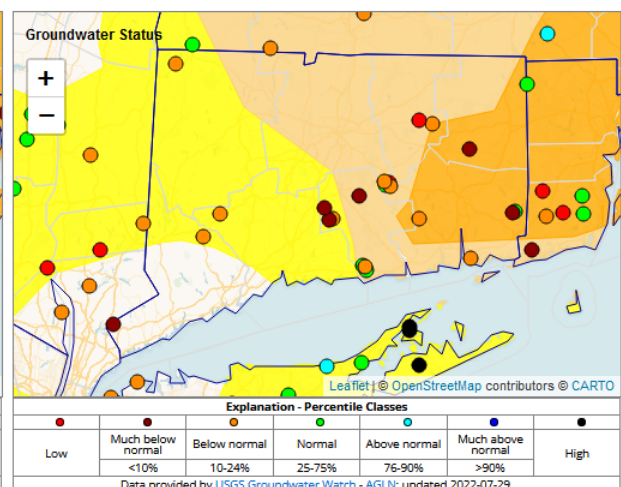 Groundwater Status
+
−
Leaflet | © OpenStreetMap contributors © CARTO
Explanation - Percentile Classes
Low
Much below normal
Below normal
Normal
Above normal
Much above normal
High
<10%
10-24%
25-75%
76-90%
>90%
Data provided by USGS Groundwater Watch - AGLN; updated 2022-07-29